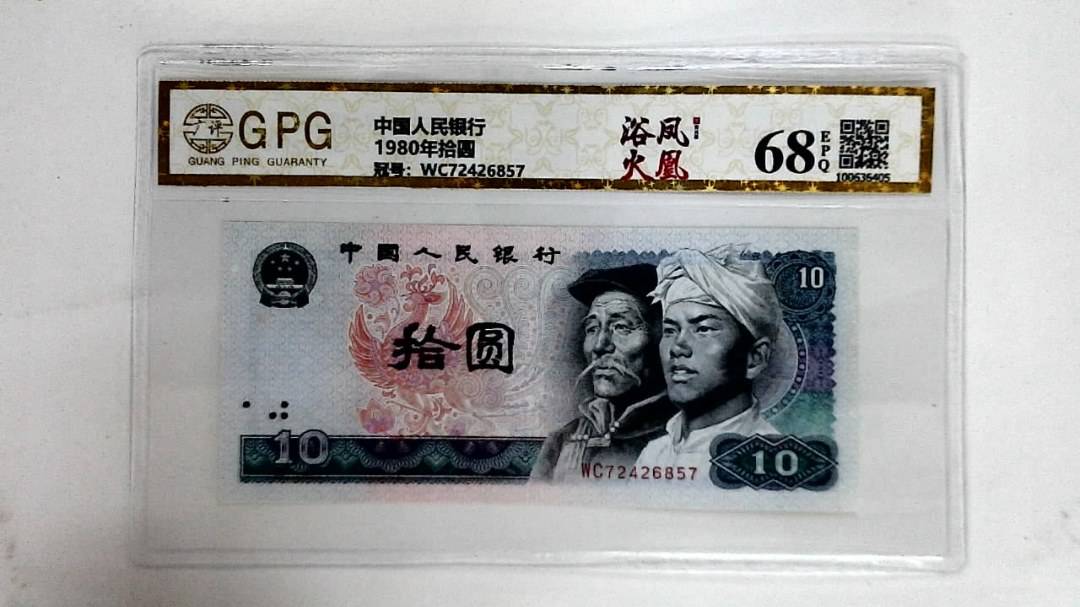 广评
GPG
GUANG PING GUARANTY
中国人民银行
1980年拾圆
冠号：WC72426857
浴凤
火凰
68
EPQ
100636405
中国人民银行
10
拾圆
10
WC72426857
10